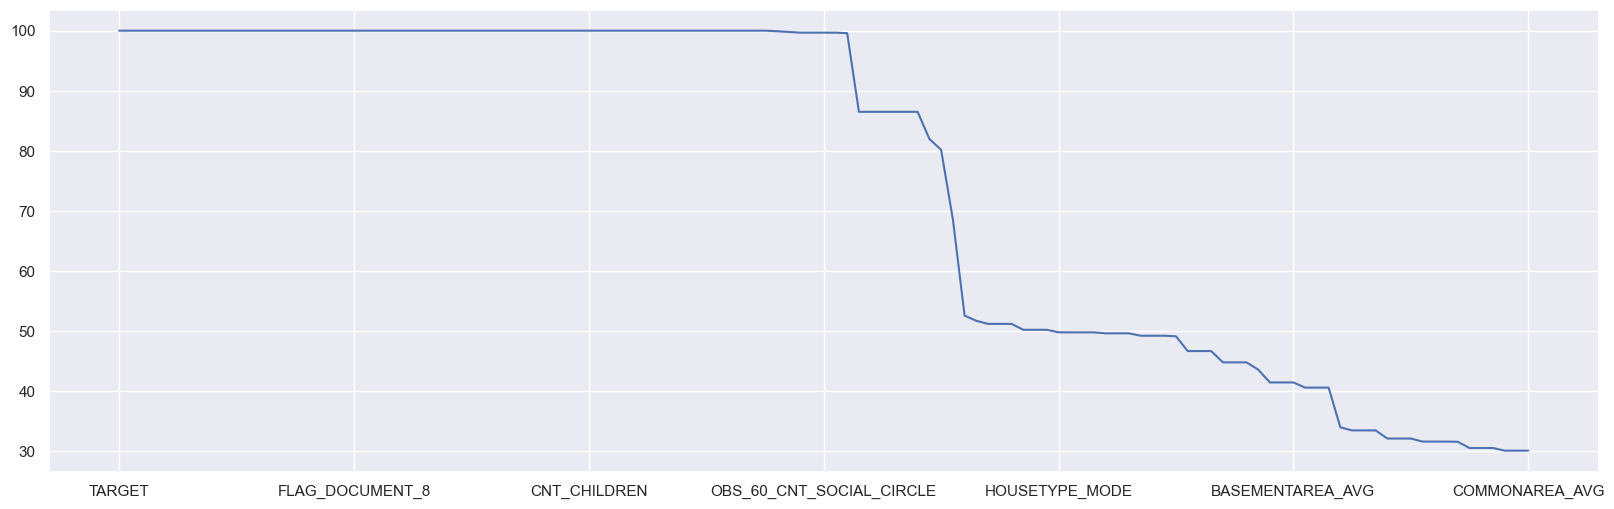 100
90
80
70
60
50
40
30
TARGET
FLAG_DOCUMENT_8
CNT_CHILDREN
OBS_60_CNT_SOCIAL_CIRCLE
HOUSETYPE_MODE
BASEMENTAREA_AVG
COMMONAREA_AVG